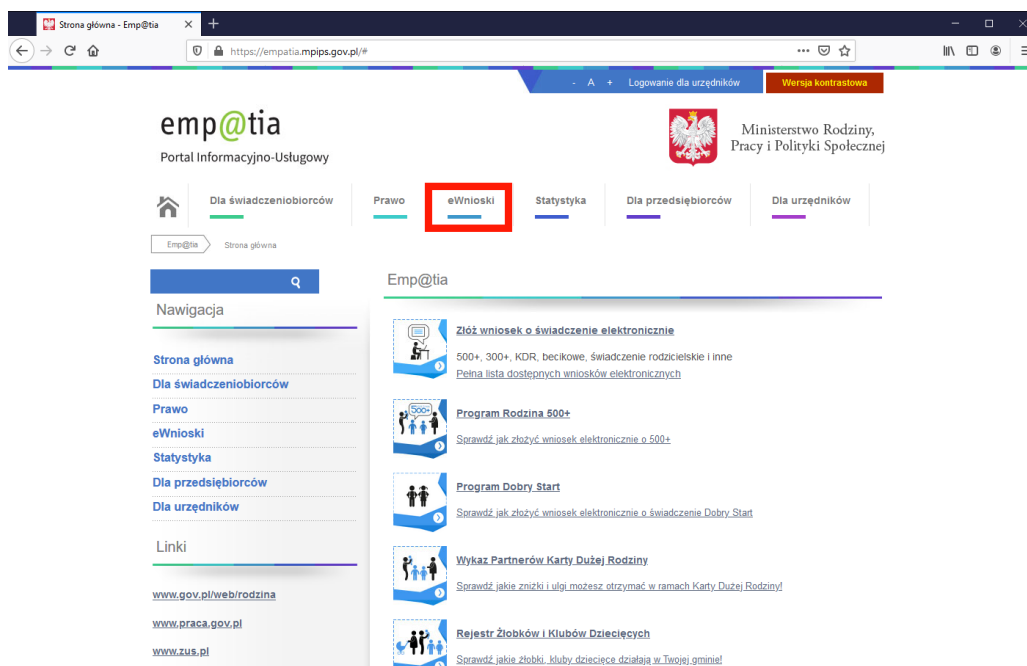 Strona główna - Emp@tia
https://empatia.mpips.gov.pl/#
- A + Logowanie dla urzędników
Wersja kontrastowa
emp@tia
Portal Informacyjno-Usługowy
Ministerstwo Rodziny,
Pracy i Polityki Społecznej
Dla świadczeniobiorców
Prawo
eWnioski
Statystyka
Dla przedsiębiorców
Dla urzędników
Emp@tia
Strona główna
Nawigacja
Strona główna
Dla świadczeniobiorców
Prawo
eWnioski
Statystyka
Dla przedsiębiorców
Dla urzędników
Linki
www.gov.pl/web/rodzina
www.praca.gov.pl
www.zus.pl
Emp@tia
Złóż wniosek o świadczenie elektronicznie
500+, 300+, KDR, becikowe, świadczenie rodzicielskie i inne
Pełna lista dostępnych wniosków elektronicznych
500+
Program Rodzina 500+
Sprawdź jak złożyć wniosek elektronicznie o 500+
Program Dobry Start
Sprawdź jak złożyć wniosek elektronicznie o świadczenie Dobry Start
Wykaz Partnerów Karty Dużej Rodziny
Sprawdź jakie zniżki i ulgi możesz otrzymać w ramach Karty Dużej Rodziny!
Rejestr Żłobków i Klubów Dziecięcych
Sprawdź jakie żłobki, kluby dziecięce działają w Twojej gminie!